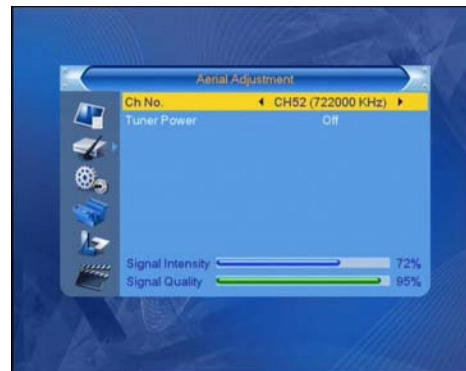 Aerial Adjustment
Ch No. CH52 (722000 KHz)
Tuner Power Off
Signal Intensity 72%
Signal Quality 95%